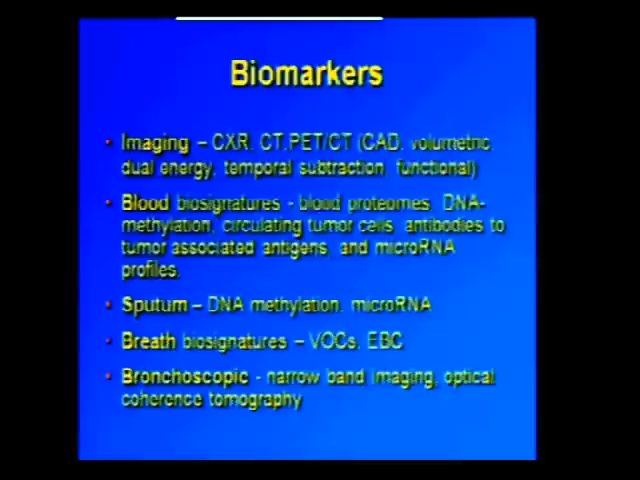 Biomarkers
• Imaging – CXR, CT,PET/CT (CAD, volumetric,
dual energy, temporal subtraction, functional)
• Blood biosignatures - blood proteomes, DNA-
methylation, circulating tumor cells, antibodies to
tumor associated antigens, and microRNA
profiles.
• Sputum – DNA methylation, microRNA
• Breath biosignatures – VOCs, EBC
• Bronchoscopic - narrow band imaging, optical
coherence tomography